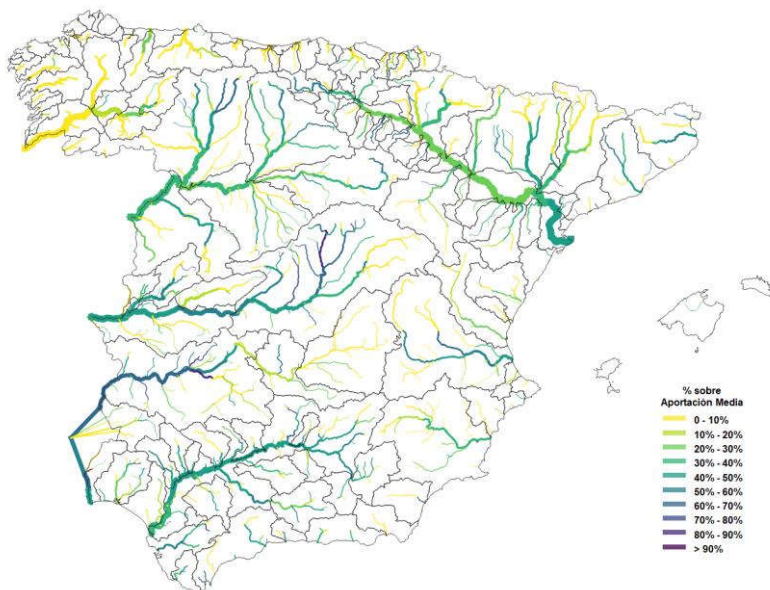 % sobre
Aportación Media
0 - 10%
10% - 20%
20% - 30%
30% - 40%
40% - 50%
50% - 60%
60% - 70%
70% - 80%
80% - 90%
> 90%